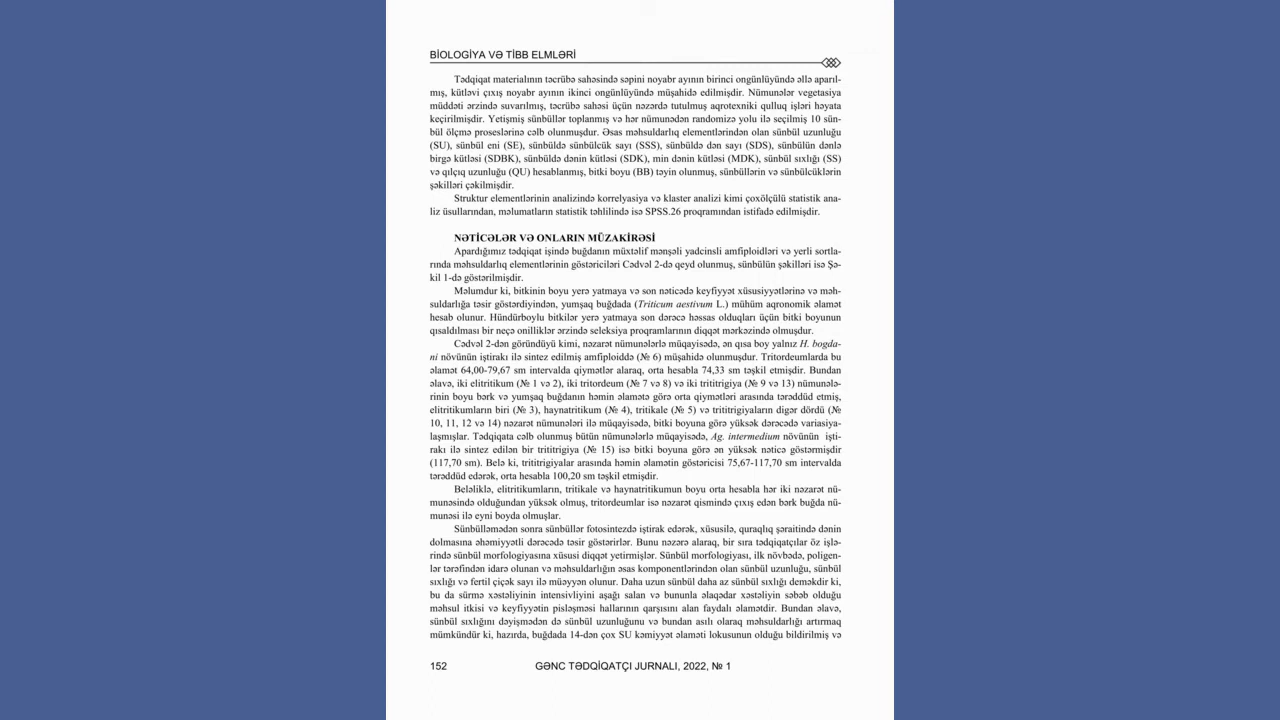 BİOLOGİYA VƏ TİBB ELMLƏRİ
Tədqiqat materialının təcrübə sahəsində səpini noyabr ayının birinci ongünlüyündə əllə aparıl-
mış, kütləvi çıxış noyabr ayının ikinci ongünlüyündə müşahidə edilmişdir. Nümunələr vegetasiya
müddəti ərzində suvarılmış, təcrübə sahəsi üçün nəzərdə tutulmuş aqrotexniki qulluq işləri həyata
keçirilmişdir. Yetişmiş sünbüllər toplanmış və hər nümunədən randomizə yolu ilə seçilmiş 10 sün-
bül ölçmə proseslərinə cəlb olunmuşdur. Əsas məhsuldarlıq elementlərindən olan sünbül uzunluğu
(SU), sünbül eni (SE), sünbüldə sünbülcük sayı (SSS), sünbüldə dən sayı (SDS), sünbülün dənlə
birgə kütləsi (SDBK), sünbüldə dənin kütləsi (SDK), min dənin kütləsi (MDK), sünbül sıxlığı (SS)
və qılçıq uzunluğu (QU) hesablanmış, bitki boyu (BB) təyin olunmuş, sünbüllərin və sünbülcüklərin
şəkilləri çəkilmişdir.
Struktur elementlərinin analizində korrelyasiya və klaster analizi kimi çoxölçülü statistik ana-
liz üsullarından, məlumatların statistik təhlilində isə SPSS.26 proqramından istifadə edilmişdir.
NƏTİCƏLƏR VƏ ONLARIN MÜZAKİRƏSİ
Apardığımız tədqiqat işində buğdanın müxtəlif mənşəli yadcinsli amfiploidləri və yerli sortla-
rında məhsuldarlıq elementlərinin göstəriciləri Cədvəl 2-də qeyd olunmuş, sünbülün şəkilləri isə Şə-
kil 1-də göstərilmişdir.
Məlumdur ki, bitkinin boyu yerə yatmaya və son nəticədə keyfiyyət xüsusiyyətlərinə və məh-
suldarlığa təsir göstərdiyindən, yumşaq buğdada (Triticum aestivum L.) mühüm aqronomik əlamət
hesab olunur. Hündürboylu bitkilər yerə yatmaya son dərəcə həssas olduqları üçün bitki boyunun
qısaldılması bir neçə onilliklər ərzində seleksiya proqramlarının diqqət mərkəzində olmuşdur.
Cədvəl 2-dən göründüyü kimi, nəzarət nümunələrlə müqayisədə, ən qısa boy yalnız H. bogda-
ni növünün iştirakı ilə sintez edilmiş amfiploiddə (№ 6) müşahidə olunmuşdur. Tritordeumlarda bu
əlamət 64,00-79,67 sm intervalda qiymətlər alaraq, orta hesabla 74,33 sm təşkil etmişdir. Bundan
əlavə, iki elitritikum (№ 1 və 2), iki tritordeum (№ 7 və 8) və iki trititrigiya (№ 9 və 13) nümunələ-
rinin boyu bərk və yumşaq buğdanın həmin əlamətə görə orta qiymətləri arasında tərəddüd etmiş,
elitritikumların biri (№ 3), haynatritikum (№ 4), tritikale (№ 5) və trititrigiyaların digər dördü (№
10, 11, 12 və 14) nəzarət nümunələri ilə müqayisədə, bitki boyuna görə yüksək dərəcədə variasiya-
laşmışlar. Tədqiqata cəlb olunmuş bütün nümunələrlə müqayisədə, Ag. intermedium növünün işti-
rakı ilə sintez edilən bir trititrigiya (№ 15) isə bitki boyuna görə ən yüksək nəticə göstərmişdir
(117,70 sm). Belə ki, trititrigiyalar arasında həmin əlamətin göstəricisi 75,67-117,70 sm intervalda
tərəddüd edərək, orta hesabla 100,20 sm təşkil etmişdir.
Beləliklə, elitritikumların, tritikale və haynatritikumun boyu orta hesabla hər iki nəzarət nü-
munəsində olduğundan yüksək olmuş, tritordeumlar isə nəzarət qismində çıxış edən bərk buğda nü-
munəsi ilə eyni boyda olmuşlar.
Sünbülləmədən sonra sünbüllər fotosintezdə iştirak edərək, xüsusilə, quraqlıq şəraitində dənin
dolmasına əhəmiyyətli dərəcədə təsir göstərirlər. Bunu nəzərə alaraq, bir sıra tədqiqatçılar öz işlə-
rində sünbül morfologiyasına xüsusi diqqət yetirmişlər. Sünbül morfologiyası, ilk növbədə, poligen-
lər tərəfindən idarə olunan və məhsuldarlığın əsas komponentlərindən olan sünbül uzunluğu, sünbül
sıxlığı və fertil çiçək sayı ilə müəyyən olunur. Daha uzun sünbül daha az sünbül sıxlığı deməkdir ki,
bu da sürmə xəstəliyinin intensivliyini aşağı salan və bununla əlaqədar xəstəliyin səbəb olduğu
məhsul itkisi və keyfiyyətin pisləşməsi hallarının qarşısını alan faydalı əlamətdir. Bundan əlavə,
sünbül sıxlığını dəyişmədən də sünbül uzunluğunu və bundan asılı olaraq məhsuldarlığı artırmaq
mümkündür ki, hazırda, buğdada 14-dən çox SU kəmiyyət əlaməti lokusunun olduğu bildirilmiş və
152
GƏNC TƏDQİQATÇI JURNALI, 2022, № 1